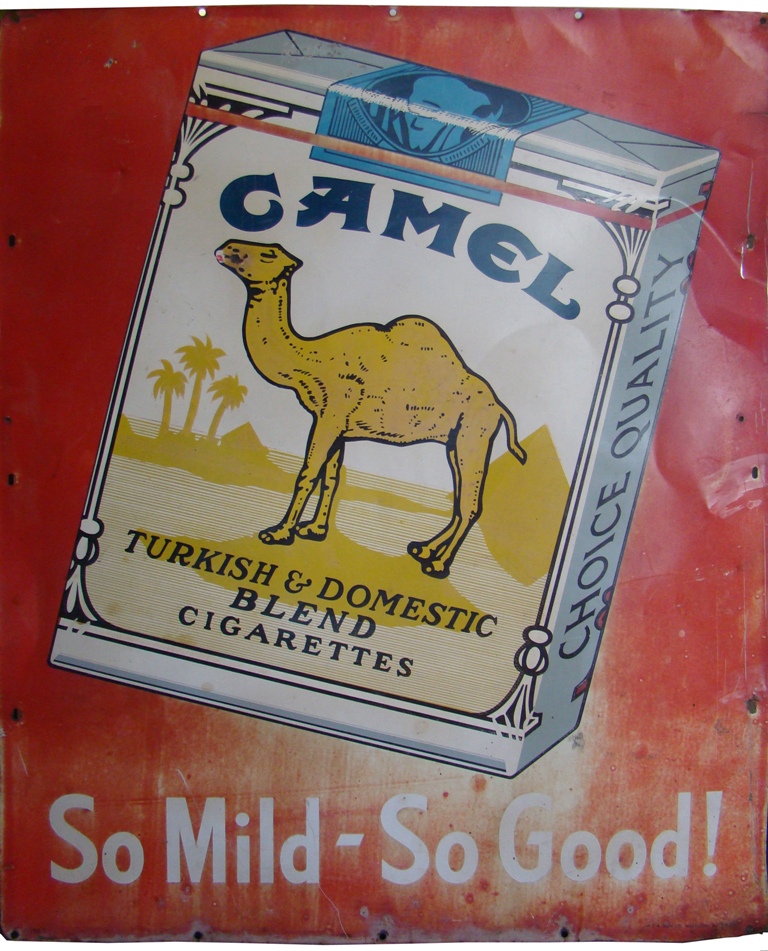 CAMEL
TURKISH & DOMESTIC
BLEND
CIGARETTES
CHOICE QUALITY
So Mild - So Good!